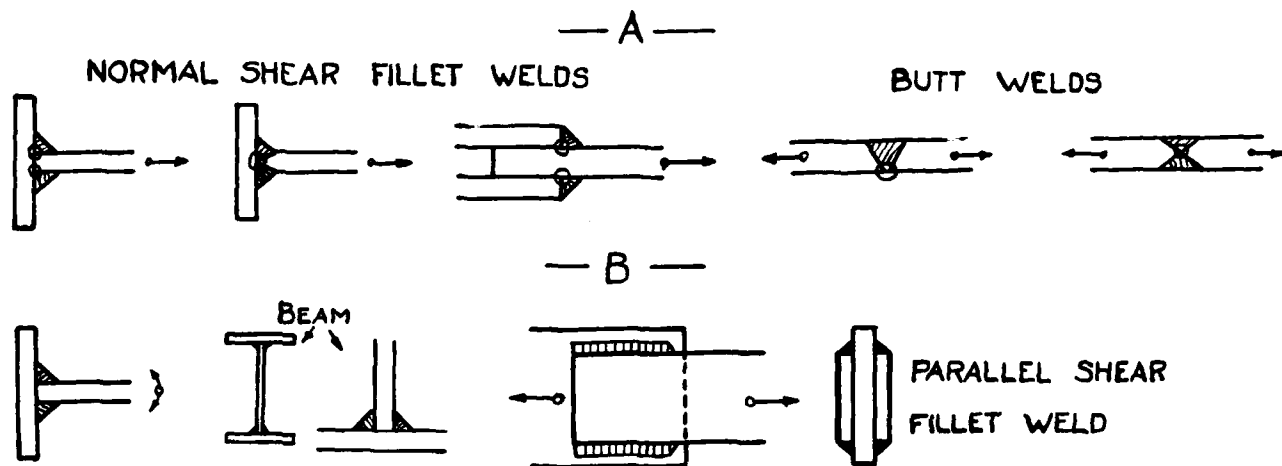 A
NORMAL SHEAR FILLET WELDS
BUTT WELDS
B
BEAM
PARALLEL SHEAR
FILLET WELD